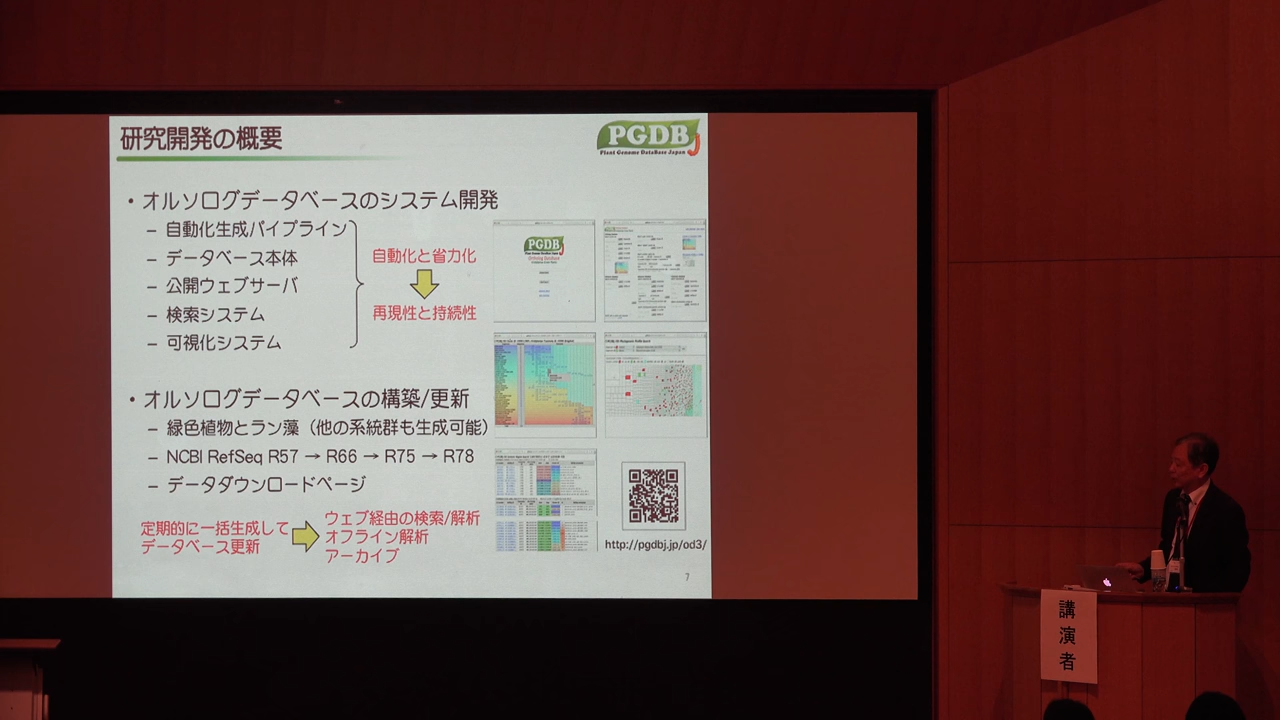 研究開発の概要
PGDBJ
Plant Genome DataBase Japan
・オルソログデータベースのシステム開発
– 自動化生成パイプライン
– データベース本体
– 公開ウェブサーバ
– 検索システム
– 可視化システム
自動化と省力化
再現性と持続性
・オルソログデータベースの構築/更新
– 緑色植物とラン藻（他の系統群も生成可能）
– NCBI RefSeq R57 → R66 → R75 → R78
– データダウンロードページ
定期的に一括生成して
データベース更新
ウェブ経由の検索/解析
オフライン解析
アーカイブ
PGDB
http://pgdbj.jp/od3/
7
講演者